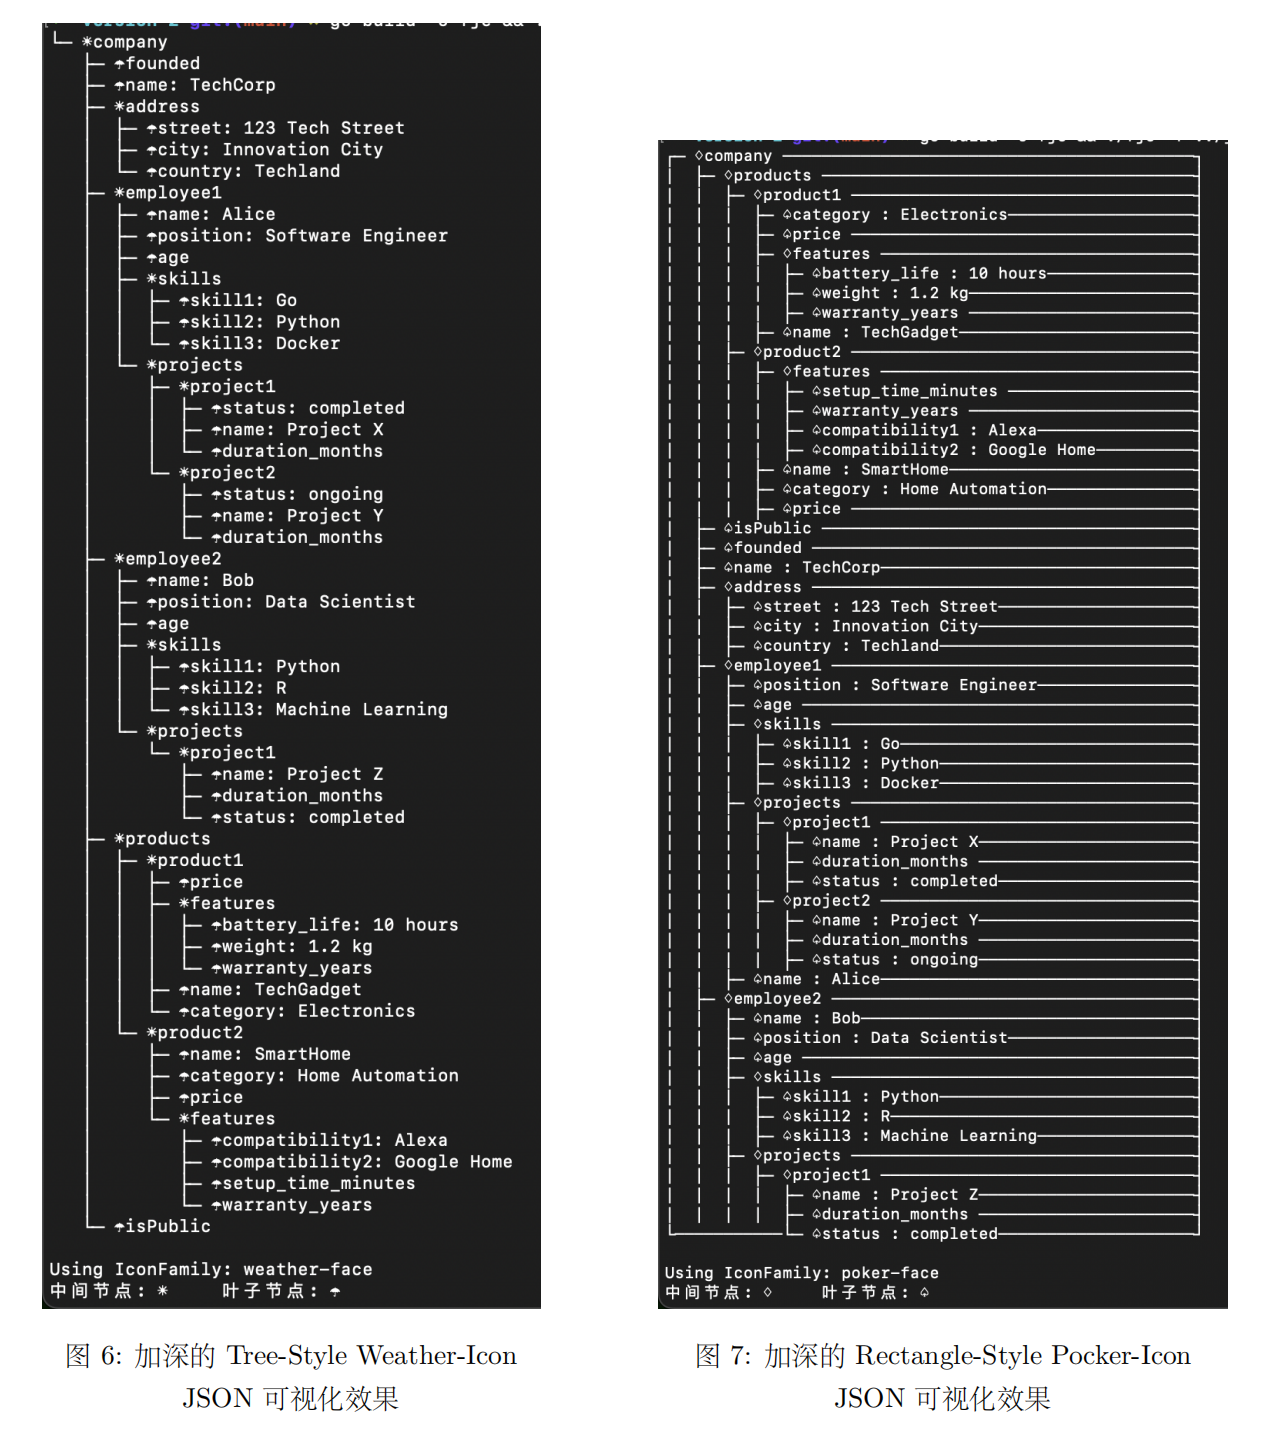 └─ ☀company
├─ ☂founded
├─ ☂name: TechCorp
├─ ☀address
│ ├─ ☂street: 123 Tech Street
│ ├─ ☂city: Innovation City
│ └─ ☂country: Techland
├─ ☀employee1
│ ├─ ☂name: Alice
│ ├─ ☂position: Software Engineer
│ ├─ ☂age
│ ├─ ☀skills
│ │ ├─ ☂skill1: Go
│ │ ├─ ☂skill2: Python
│ │ └─ ☂skill3: Docker
│ └─ ☀projects
│ ├─ ☀project1
│ │ ├─ ☂status: completed
│ │ ├─ ☂name: Project X
│ │ └─ ☂duration_months
│ └─ ☀project2
│ ├─ ☂status: ongoing
│ ├─ ☂name: Project Y
│ └─ ☂duration_months
├─ ☀employee2
│ ├─ ☂name: Bob
│ ├─ ☂position: Data Scientist
│ ├─ ☂age
│ ├─ ☀skills
│ │ ├─ ☂skill1: Python
│ │ ├─ ☂skill2: R
│ │ └─ ☂skill3: Machine Learning
│ └─ ☀projects
│ └─ ☀project1
│ ├─ ☂name: Project Z
│ ├─ ☂duration_months
│ └─ ☂status: completed
├─ ☀products
│ ├─ ☀product1
│ │ ├─ ☂price
│ │ ├─ ☀features
│ │ │ ├─ ☂battery_life: 10 hours
│ │ │ ├─ ☂weight: 1.2 kg
│ │ │ └─ ☂warranty_years
│ │ ├─ ☂name: TechGadget
│ │ └─ ☂category: Electronics
│ └─ ☀product2
│ ├─ ☂name: SmartHome
│ ├─ ☂category: Home Automation
│ ├─ ☂price
│ └─ ☀features
│ ├─ ☂compatibility1: Alexa
│ ├─ ☂compatibility2: Google Home
│ ├─ ☂setup_time_minutes
│ └─ ☂warranty_years
└─ ☂isPublic
Using IconFamily: weather-face
中间节点: ☀ 叶子节点: ☂
图 6: 加深的 Tree-Style Weather-Icon
JSON 可视化效果
┌─ ♢company ─┐
│ ├─ ♢products ─┤
│ │ ├─ ♢product1 ─┤
│ │ │ ├─ ♤category : Electronics─┤
│ │ │ ├─ ♤price ─┤
│ │ │ ├─ ♢features ─┤
│ │ │ │ ├─ ♤battery_life : 10 hours─┤
│ │ │ │ ├─ ♤weight : 1.2 kg─┤
│ │ │ │ ├─ ♤warranty_years ─┤
│ │ │ ├─ ♤name : TechGadget─┤
│ │ ├─ ♢product2 ─┤
│ │ │ ├─ ♢features ─┤
│ │ │ │ ├─ ♤setup_time_minutes ─┤
│ │ │ │ ├─ ♤warranty_years ─┤
│ │ │ │ ├─ ♤compatibility1 : Alexa─┤
│ │ │ │ ├─ ♤compatibility2 : Google Home─┤
│ │ │ ├─ ♤name : SmartHome─┤
│ │ │ ├─ ♤category : Home Automation─┤
│ │ │ ├─ ♤price ─┤
│ ├─ ♤isPublic ─┤
│ ├─ ♤founded ─┤
│ ├─ ♤name : TechCorp─┤
│ ├─ ♢address ─┤
│ │ ├─ ♤street : 123 Tech Street─┤
│ │ ├─ ♤city : Innovation City─┤
│ │ ├─ ♤country : Techland─┤
│ ├─ ♢employee1 ─┤
│ │ ├─ ♤position : Software Engineer─┤
│ │ ├─ ♤age ─┤
│ │ ├─ ♢skills ─┤
│ │ │ ├─ ♤skill1 : Go─┤
│ │ │ ├─ ♤skill2 : Python─┤
│ │ │ ├─ ♤skill3 : Docker─┤
│ │ ├─ ♢projects ─┤
│ │ │ ├─ ♢project1 ─┤
│ │ │ │ ├─ ♤name : Project X─┤
│ │ │ │ ├─ ♤duration_months ─┤
│ │ │ │ ├─ ♤status : completed─┤
│ │ │ ├─ ♢project2 ─┤
│ │ │ │ ├─ ♤name : Project Y─┤
│ │ │ │ ├─ ♤duration_months ─┤
│ │ │ │ ├─ ♤status : ongoing─┤
│ │ ├─ ♤name : Alice─┤
│ ├─ ♢employee2 ─┤
│ │ ├─ ♤name : Bob─┤
│ │ ├─ ♤position : Data Scientist─┤
│ │ ├─ ♤age ─┤
│ │ ├─ ♢skills ─┤
│ │ │ ├─ ♤skill1 : Python─┤
│ │ │ ├─ ♤skill2 : R─┤
│ │ │ ├─ ♤skill3 : Machine Learning─┤
│ │ ├─ ♢projects ─┤
│ │ │ ├─ ♢project1 ─┤
│ │ │ │ ├─ ♤name : Project Z─┤
│ │ │ │ ├─ ♤duration_months ─┤
└─└─ ♤status : completed─┘
Using IconFamily: poker-face
中间节点: ♢ 叶子节点: ♤
图 7: 加深的 Rectangle-Style Pocker-Icon
JSON 可视化效果